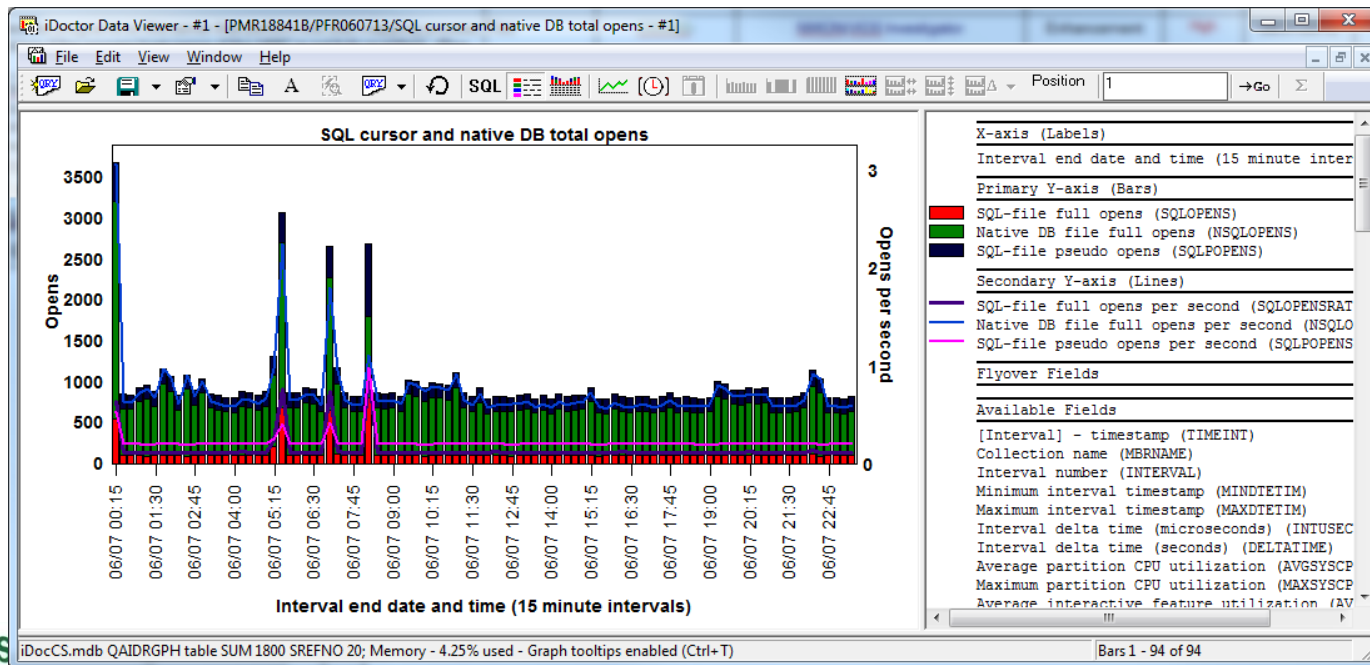 iDoctor Data Viewer - #1 - [PMR18841B/PFR060713/SQL cursor and native DB total opens - #1]
File Edit View Window Help
QRY A QRY SQL Position 1 →Go Σ
SQL cursor and native DB total opens
Opens
3500
3000
2500
2000
1500
1000
500
0
3
2
1
0
Opens per second
06/07 00:15
06/07 01:30
06/07 02:45
06/07 04:00
06/07 05:15
06/07 06:30
06/07 07:45
06/07 09:00
06/07 10:15
06/07 11:30
06/07 12:45
06/07 14:00
06/07 15:15
06/07 16:30
06/07 17:45
06/07 19:00
06/07 20:15
06/07 21:30
06/07 22:45
Interval end date and time (15 minute intervals)
X-axis (Labels)
Interval end date and time (15 minute inter
Primary Y-axis (Bars)
SQL-file full opens (SQLOPENS)
Native DB file full opens (NSQLOPENS)
SQL-file pseudo opens (SQLPOPENS)
Secondary Y-axis (Lines)
SQL-file full opens per second (SQLOPENSRAT
Native DB file full opens per second (NSQLO
SQL-file pseudo opens per second (SQLPOPENS
Flyover Fields
Available Fields
[Interval] - timestamp (TIMEINT)
Collection name (MBRNAME)
Interval number (INTERVAL)
Minimum interval timestamp (MINDTETIM)
Maximum interval timestamp (MAXDTETIM)
Interval delta time (microseconds) (INTUSEC
Interval delta time (seconds) (DELTATIME)
Average partition CPU utilization (AVGSYSCP
Maximum partition CPU utilization (MAXSYSCP
Average interactive feature utilization (AV
iDocCS.mdb QAIDRGPH table SUM 1800 SREFNO 20; Memory - 4.25% used - Graph tooltips enabled (Ctrl+T)
Bars 1 - 94 of 94